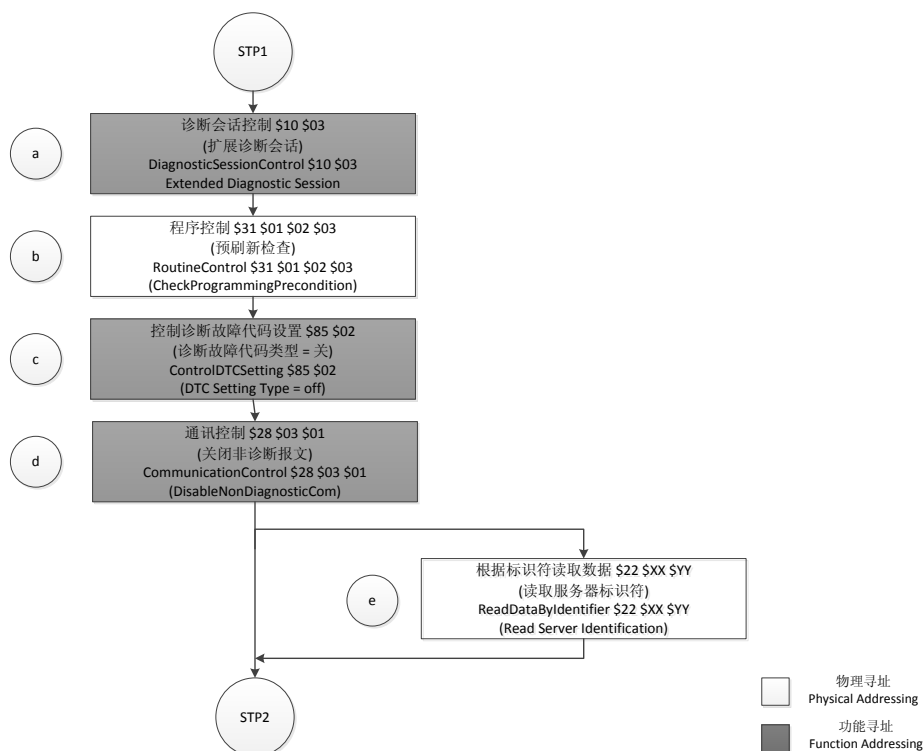 STP1
a
诊断会话控制 $10 $03
(扩展诊断会话)
DiagnosticSessionControl $10 $03
Extended Diagnostic Session
b
程序控制 $31 $01 $02 $03
(预刷新检查)
RoutineControl $31 $01 $02 $03
(CheckProgrammingPrecondition)
c
控制诊断故障代码设置 $85 $02
(诊断故障代码类型 = 关)
ControlDTCSetting $85 $02
(DTC Setting Type = off)
d
通讯控制 $28 $03 $01
(关闭非诊断报文)
CommunicationControl $28 $03 $01
(DisableNonDiagnosticCom)
e
根据标识符读取数据 $22 $XX $YY
(读取服务器标识符)
ReadDataByIdentifier $22 $XX $YY
(Read Server Identification)
STP2
物理寻址
Physical Addressing
功能寻址
Function Addressing